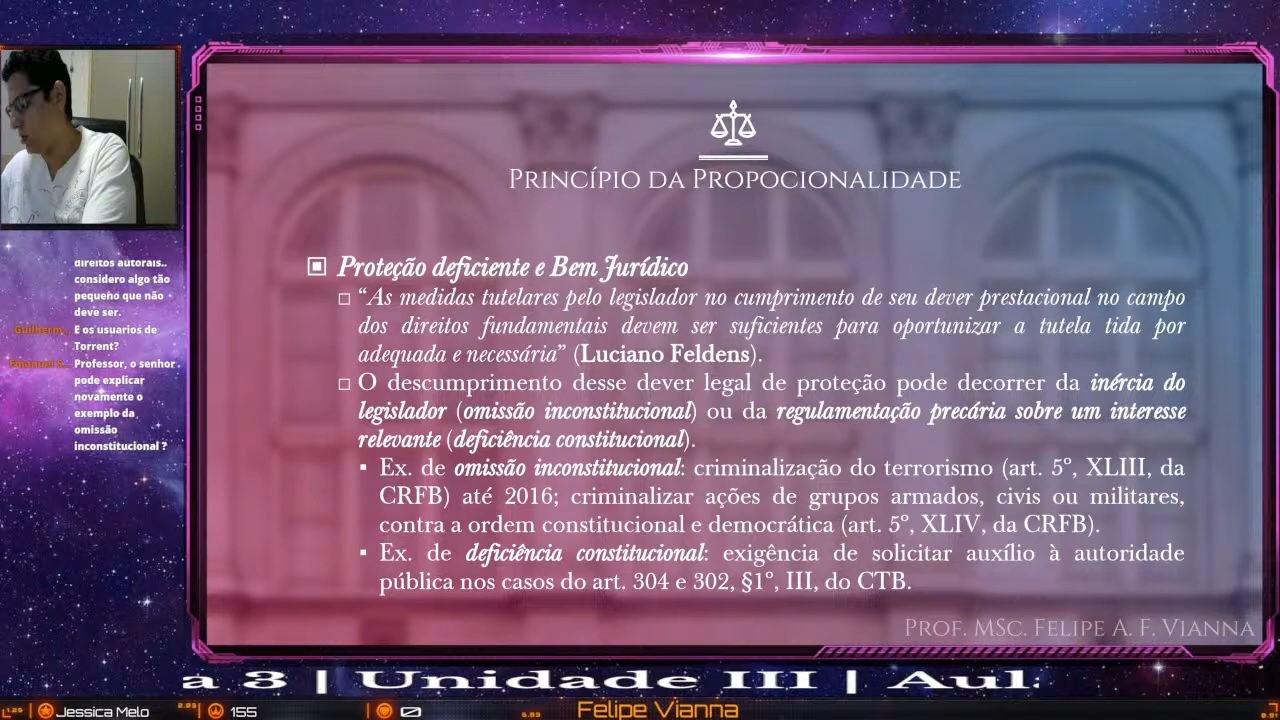 Princípio da Propocionalidade
Proteção deficiente e Bem Jurídico
“As medidas tutelares pelo legislador no cumprimento de seu dever prestacional no campo
dos direitos fundamentais devem ser suficientes para oportunizar a tutela tida por
adequada e necessária” (Luciano Feldens).
O descumprimento desse dever legal de proteção pode decorrer da inércia do
legislador (omissão inconstitucional) ou da regulamentação precária sobre um interesse
relevante (deficiência constitucional).
Ex. de omissão inconstitucional: criminalização do terrorismo (art. 5º, XLIII, da
CRFB) até 2016; criminalizar ações de grupos armados, civis ou militares,
contra a ordem constitucional e democrática (art. 5º, XLIV, da CRFB).
Ex. de deficiência constitucional: exigência de solicitar auxílio à autoridade
pública nos casos do art. 304 e 302, §1º, III, do CTB.
Prof. MSc. Felipe A. F. Vianna
direitos autorais..
considero algo tão
pequeno que não
deve ser.
E os usuarios de
Torrent?
Professor, o senhor
pode explicar
novamente o
exemplo da
omissão
inconstitucional ?
a 3 | Unidade III | Aul
Jessica Melo
155
0
Felipe Vianna